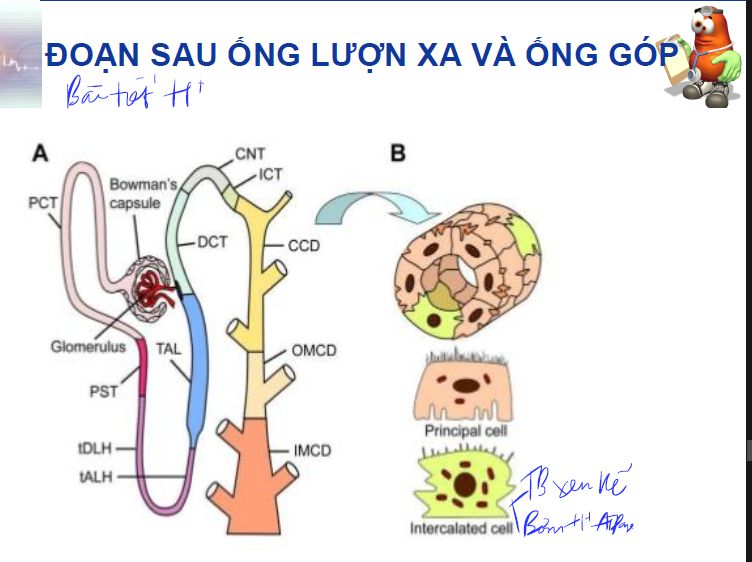 ĐOẠN SAU ỐNG LƯỢN XA VÀ ỐNG GÓP
Bài tiết H⁺
A
B
CNT
ICT
Bowman's
capsule
PCT
DCT
CCD
Glomerulus
TAL
OMCD
PST
Principal cell
tDLH
IMCD
tALH
TB xen kẽ
Intercalated cell
Bơm H⁺ ATPase